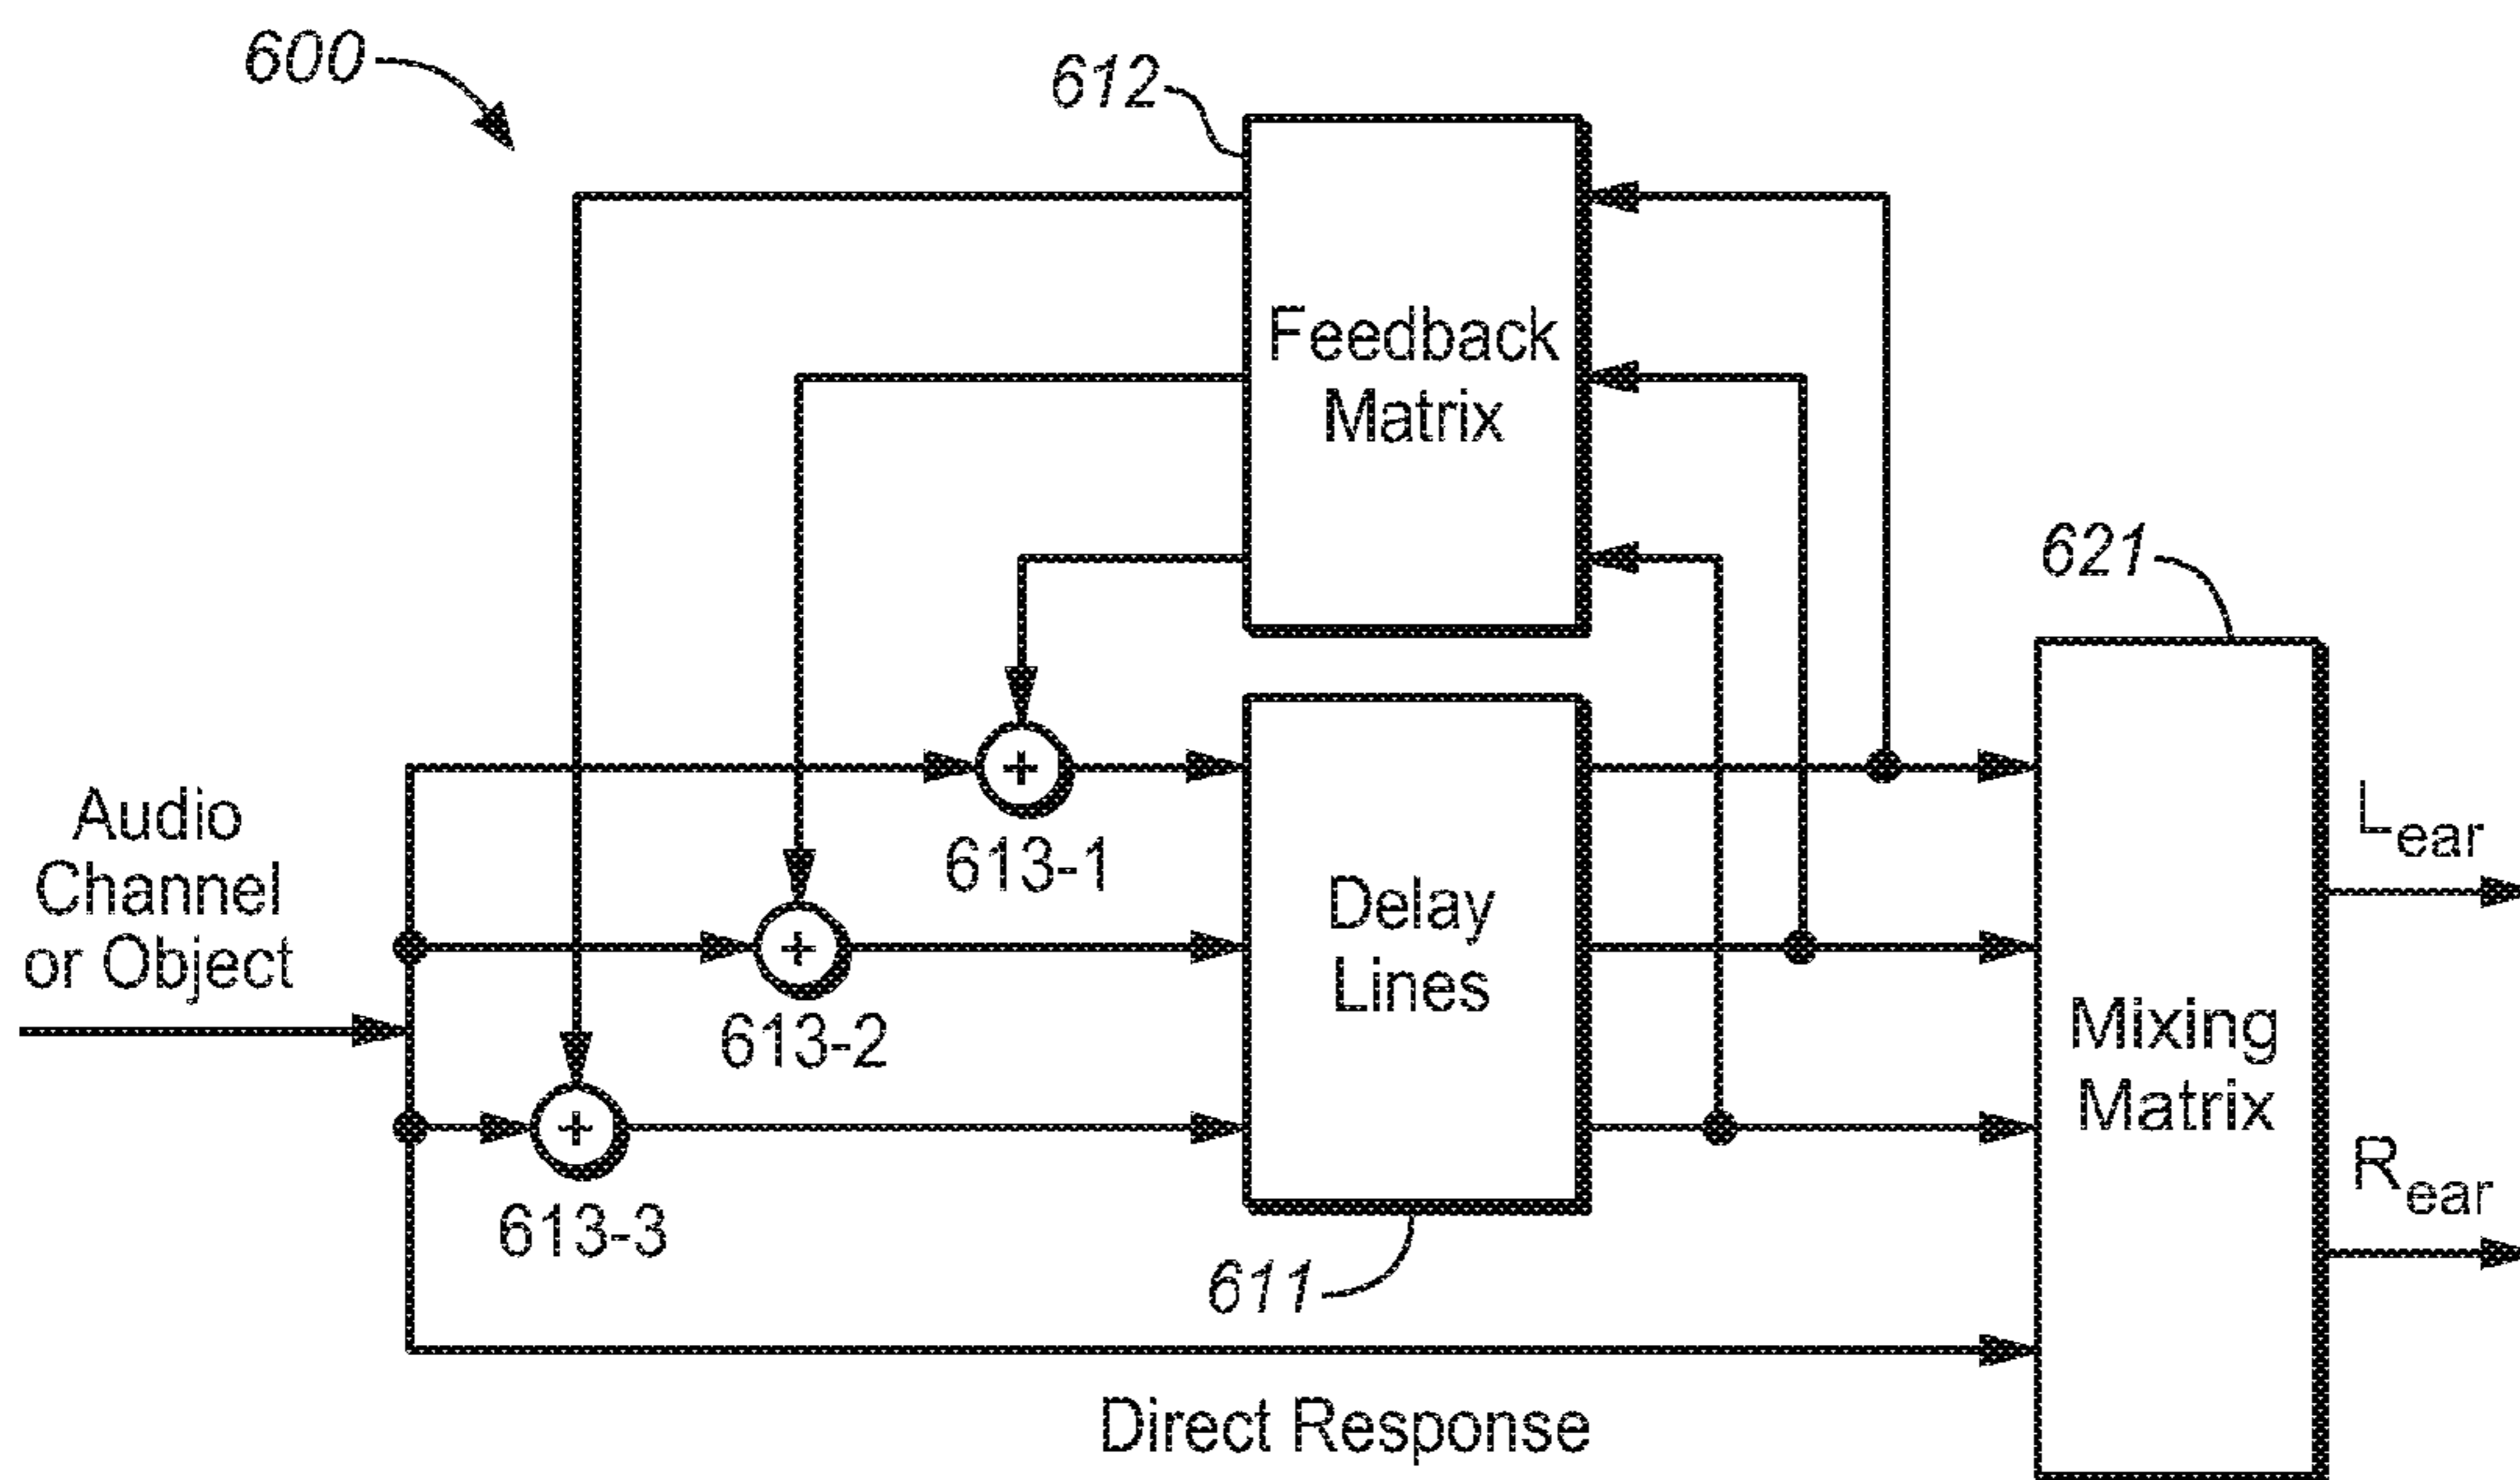 600
612
Feedback
Matrix
621
Audio
Channel
or Object
+
613-1
+
613-2
+
613-3
Delay
Lines
611
Mixing
Matrix
Lear
Rear
Direct Response